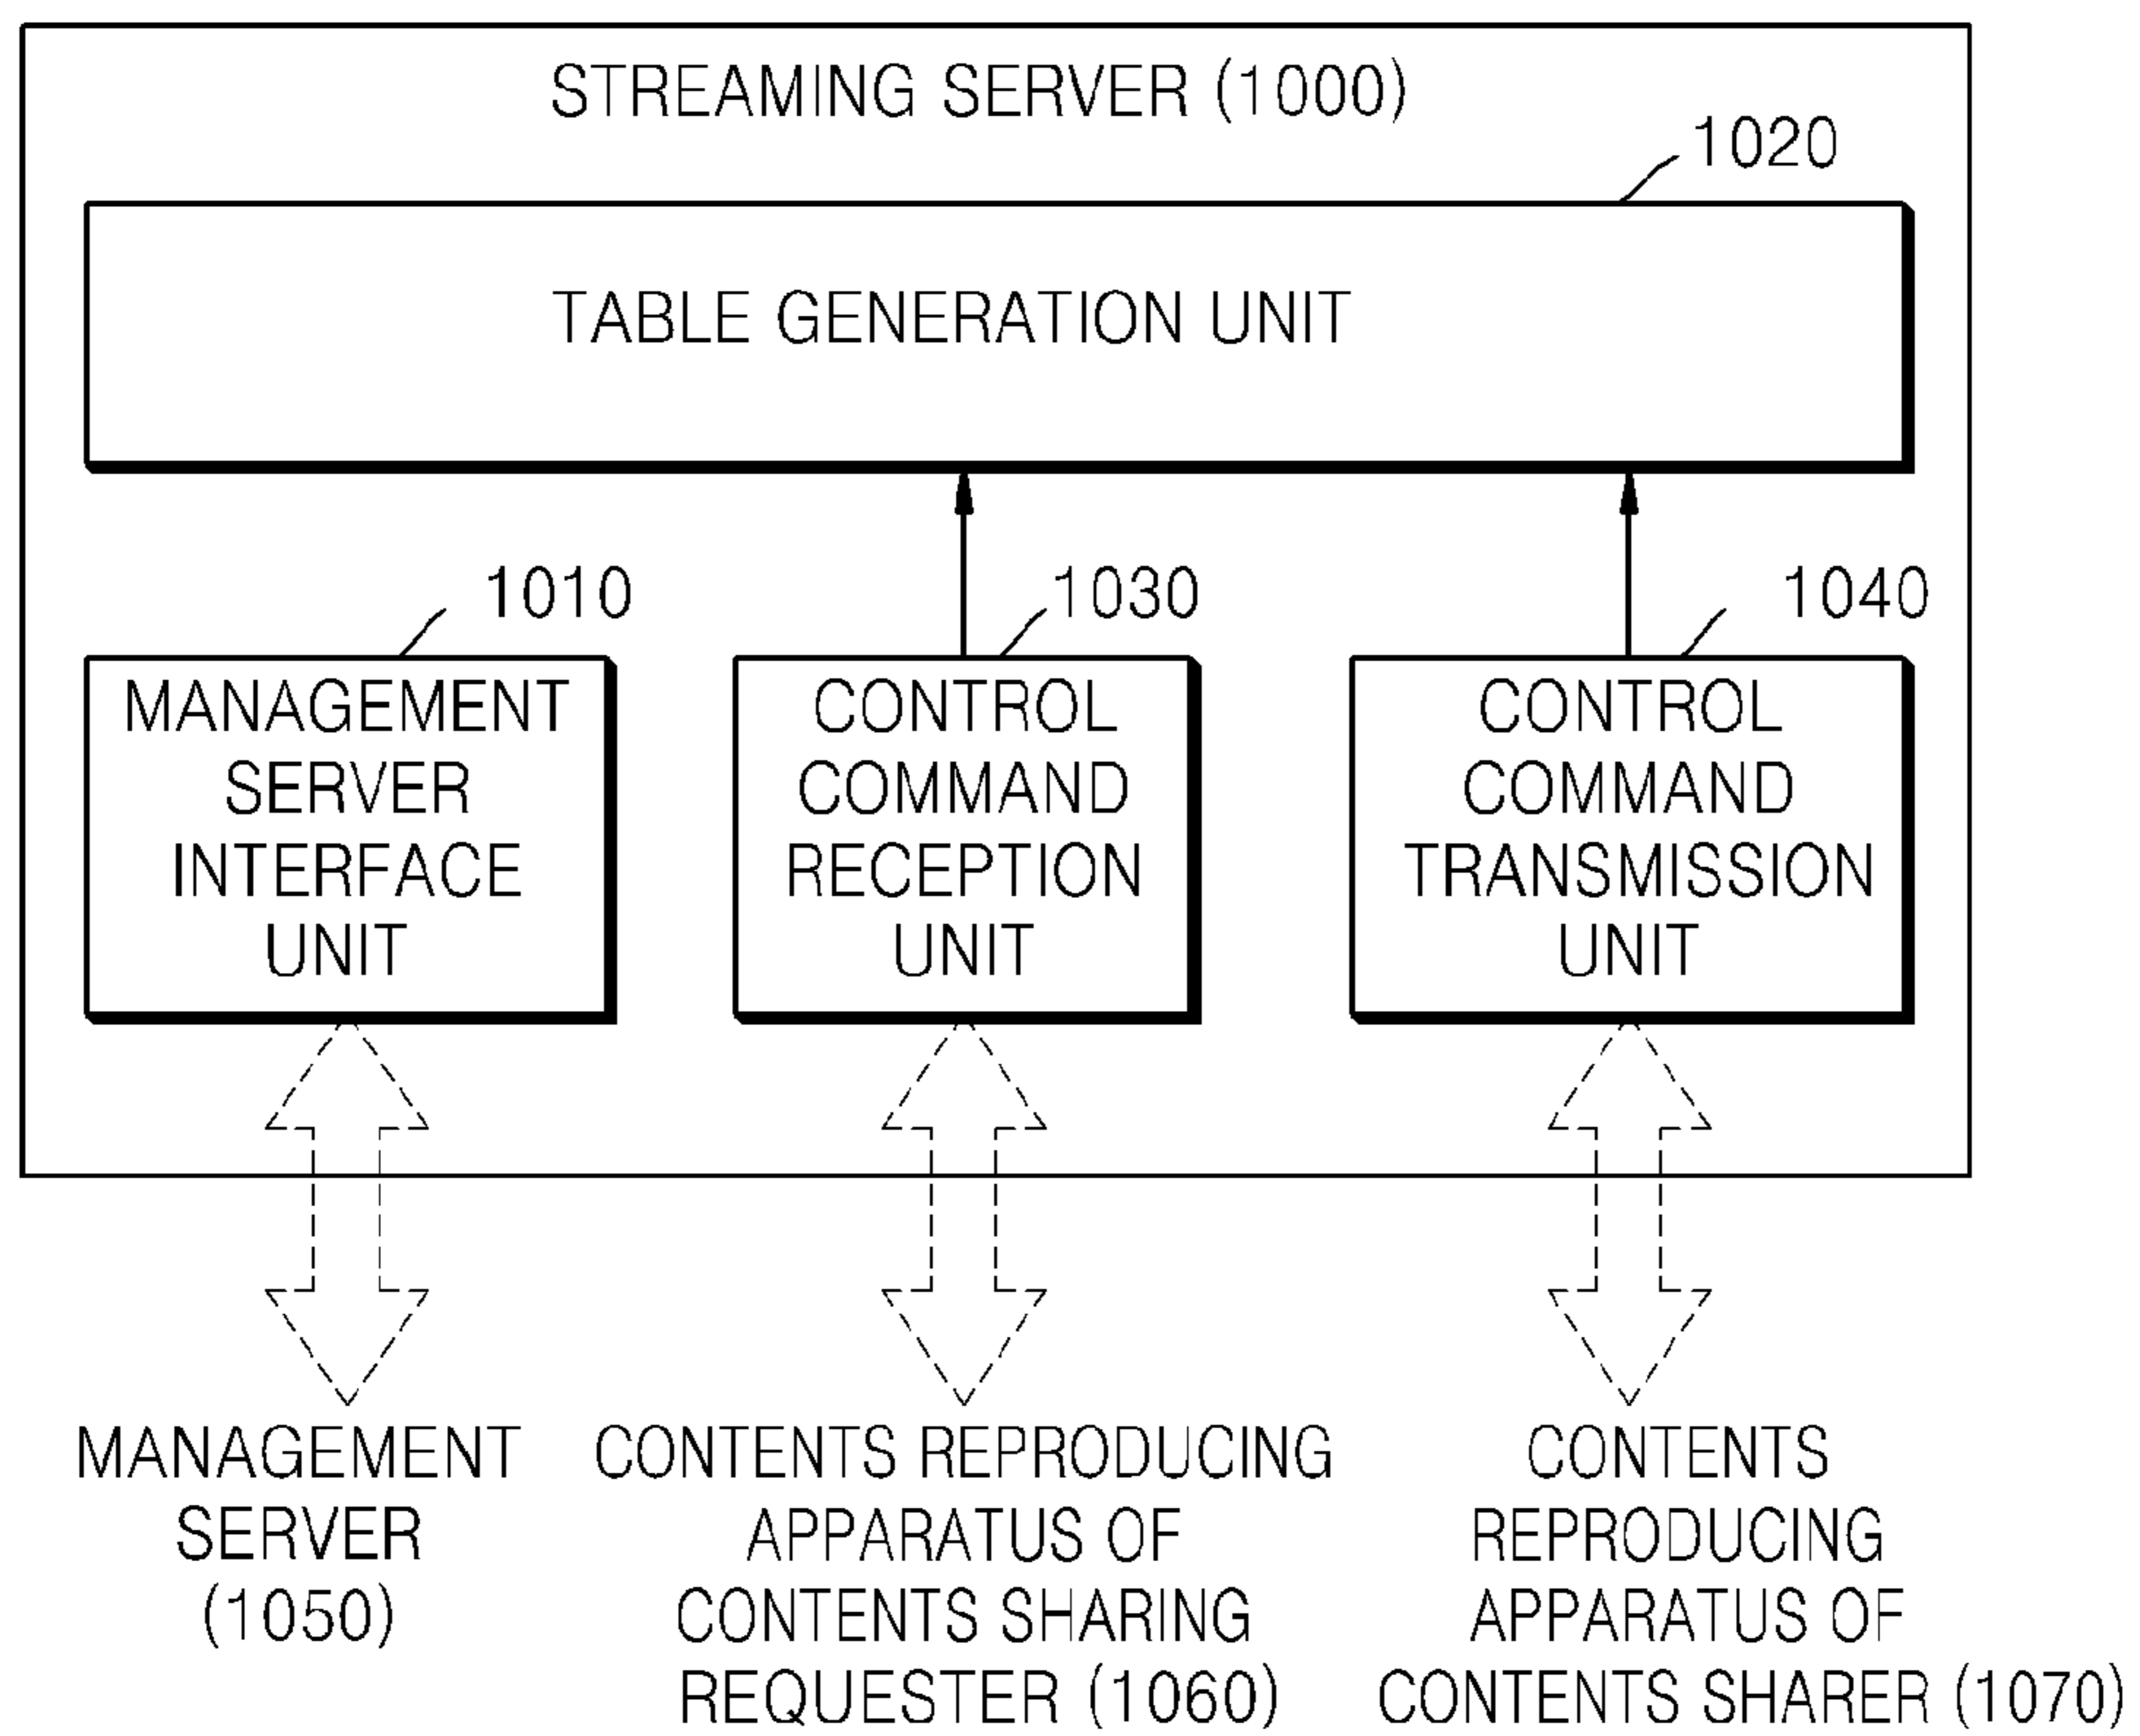 STREAMING SERVER (1000)
1020
TABLE GENERATION UNIT
1010
MANAGEMENT
SERVER
INTERFACE
UNIT
1030
CONTROL
COMMAND
RECEPTION
UNIT
1040
CONTROL
COMMAND
TRANSMISSION
UNIT
MANAGEMENT
SERVER
(1050)
CONTENTS REPRODUCING
APPARATUS OF
CONTENTS SHARING
REQUESTER (1060)
CONTENTS
REPRODUCING
APPARATUS OF
CONTENTS SHARER (1070)